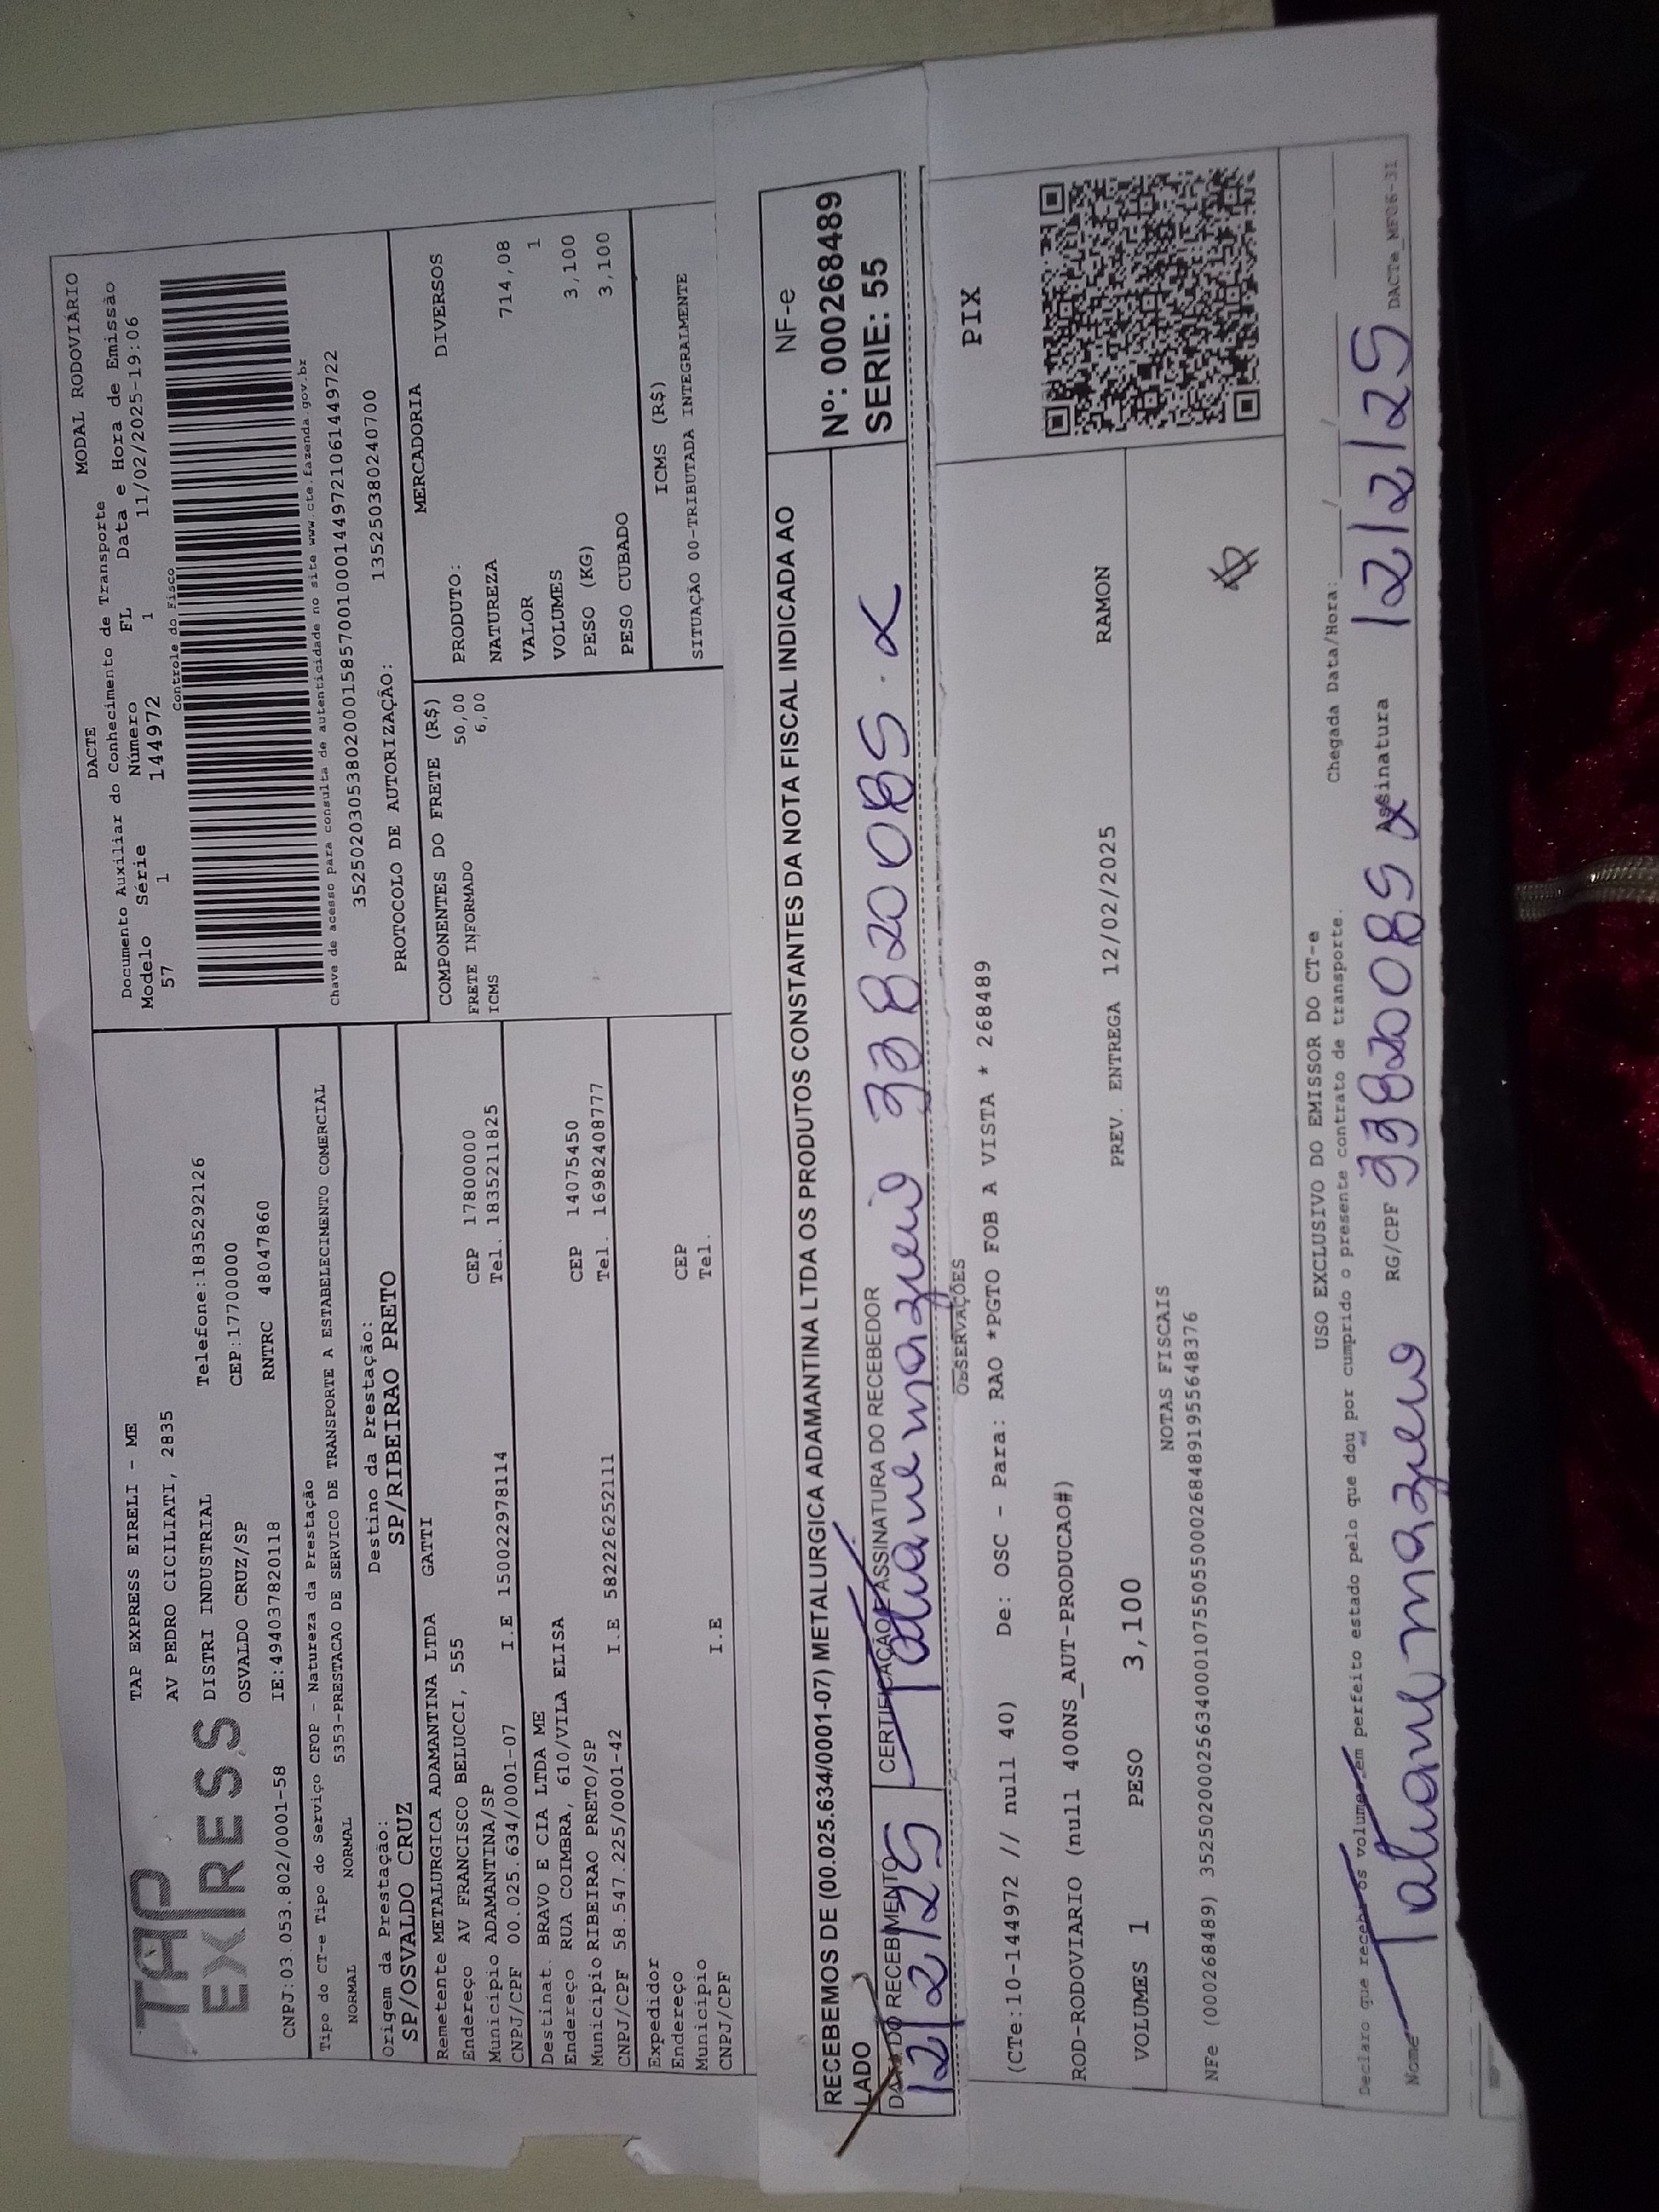 TAP EXPRESS
TAP EXPRESS EIRELI - ME
AV PEDRO CICILIATI, 2835
DISTRI INDUSTRIAL Telefone:1835292126
OSVALDO CRUZ/SP CEP:17700000
CNPJ:03.053.802/0001-58 IE:494037820118 RNTRC 48047860
DACTE MODAL RODOVIÁRIO
Documento Auxiliar do Conhecimento de Transporte
Modelo Série Número FL Data e Hora de Emissão
57 1 144972 1 1 11/02/2025-19:06
Controle do Fisco
Chave de acesso para consulta de autenticidade no site www.cte.fazenda.gov.br
35250203053802000158570010001449721061449722
PROTOCOLO DE AUTORIZAÇÃO: 135250380240700
Tipo do CT-e Tipo do Serviço CFOP - Natureza da Prestação
NORMAL NORMAL 5353-PRESTACAO DE SERVICO DE TRANSPORTE A ESTABELECIMENTO COMERCIAL
Origem da Prestação: Destino da Prestação:
SP/OSVALDO CRUZ SP/RIBEIRAO PRETO
Remetente METALURGICA ADAMANTINA LTDA GATTI
Endereço AV FRANCISCO BELUCCI, 555 CEP 17800000
Municipio ADAMANTINA/SP Tel. 1835211825
CNPJ/CPF 00.025.634/0001-07 I.E 150022978114
Destinat. BRAVO E CIA LTDA ME
Endereço RUA COIMBRA, 610/VILA ELISA CEP 14075450
Municipio RIBEIRAO PRETO/SP Tel. 16982408777
CNPJ/CPF 58.547.225/0001-42 I.E 582226252111
Expedidor
Endereço CEP
Municipio Tel.
CNPJ/CPF I.E
COMPONENTES DO FRETE (R$)
FRETE INFORMADO 50,00
ICMS 6,00
MERCADORIA
PRODUTO: DIVERSOS
NATUREZA
VALOR 714,08
VOLUMES 1
PESO (KG) 3,100
PESO CUBADO 3,100
ICMS (R$)
SITUAÇÃO 00-TRIBUTADA INTEGRALMENTE
RECEBEMOS DE (00.025.634/0001-07) METALURGICA ADAMANTINA LTDA OS PRODUTOS CONSTANTES DA NOTA FISCAL INDICADA AO
LADO
NF-e
Nº: 000268489
SERIE: 55
DATA DO RECEBIMENTO CERTIFICAÇÃO E ASSINATURA DO RECEBEDOR
12/2/25
OBSERVAÇÕES
PIX
(CTe:10-144972 // null 40) De: OSC - Para: RAO *PGTO FOB A VISTA * 268489
ROD-RODOVIARIO (null 400NS_AUT-PRODUCAO#) RAMON
VOLUMES 1 PESO 3,100 PREV. ENTREGA 12/02/2025
NOTAS FISCAIS
NFe (000268489) 35250200025634000107550550002684891955648376
USO EXCLUSIVO DO EMISSOR DO CT-e
Declaro que recebi os volumes em perfeito estado pelo que dou por cumprido o presente contrato de transporte. Chegada Data/Hora: / /
Nome RG/CPF Assinatura 12/2/25
DACTe_MF06-31